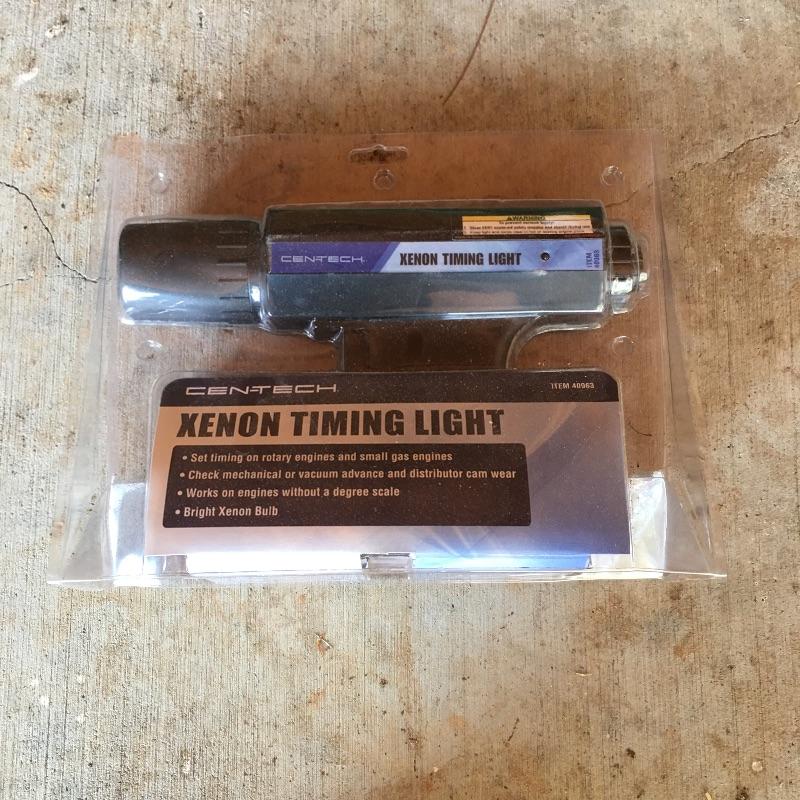 WARNING
CEN-TECH XENON TIMING LIGHT ITEM 40963
CEN-TECH ITEM 40963
XENON TIMING LIGHT
• Set timing on rotary engines and small gas engines
• Check mechanical or vacuum advance and distributor cam wear
• Works on engines without a degree scale
• Bright Xenon Bulb